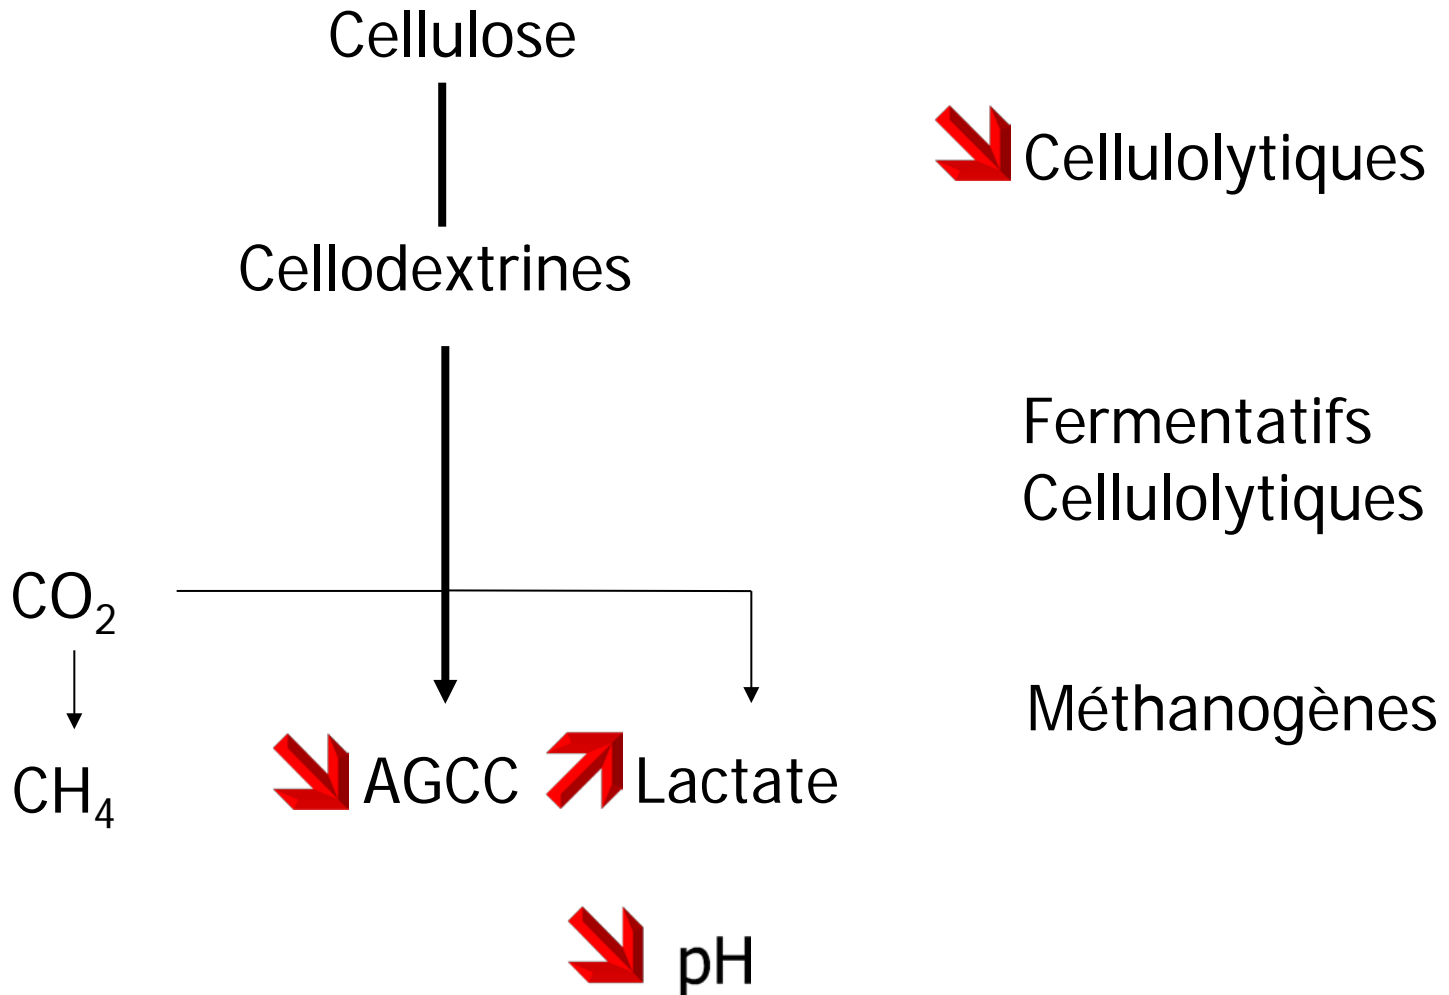 Cellulose
Cellulolytiques
Cellodextrines
Fermentatifs
Cellulolytiques
CO₂
Méthanogènes
CH₄
AGCC
Lactate
pH